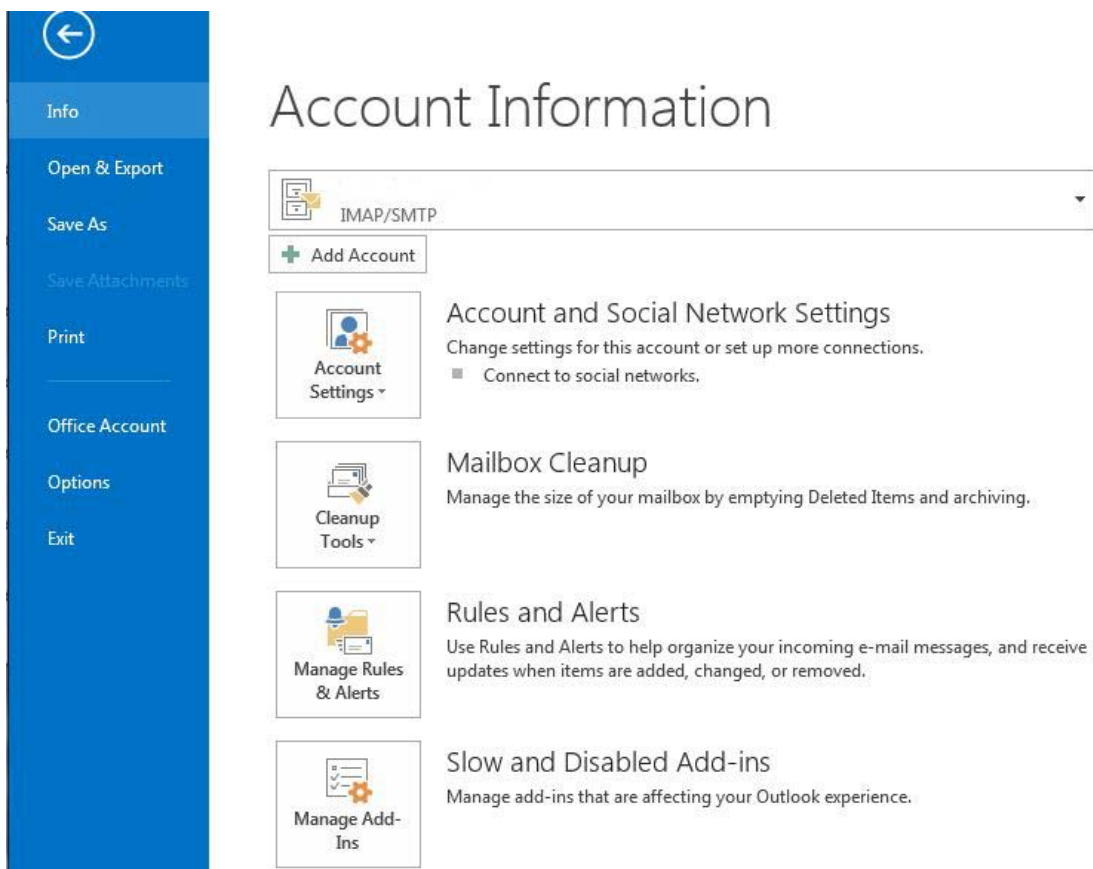 Info
Open & Export
Save As
Save Attachments
Print
Office Account
Options
Exit
Account Information
IMAP/SMTP
Add Account
Account
Settings
Account and Social Network Settings
Change settings for this account or set up more connections.
Connect to social networks.
Cleanup
Tools
Mailbox Cleanup
Manage the size of your mailbox by emptying Deleted Items and archiving.
Manage Rules
& Alerts
Rules and Alerts
Use Rules and Alerts to help organize your incoming e-mail messages, and receive
updates when items are added, changed, or removed.
Manage Add-
Ins
Slow and Disabled Add-ins
Manage add-ins that are affecting your Outlook experience.